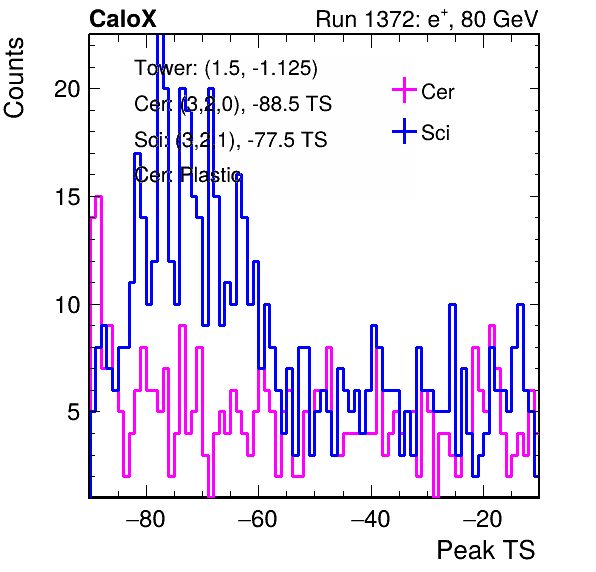 CaloX Run 1372: e⁺, 80 GeV
Counts
Tower: (1.5, -1.125)
Cer: (3,2,0), -88.5 TS
Sci: (3,2,1), -77.5 TS
Cer: Plastic
Cer
Sci
20
15
10
5
−80 −60 −40 −20
Peak TS